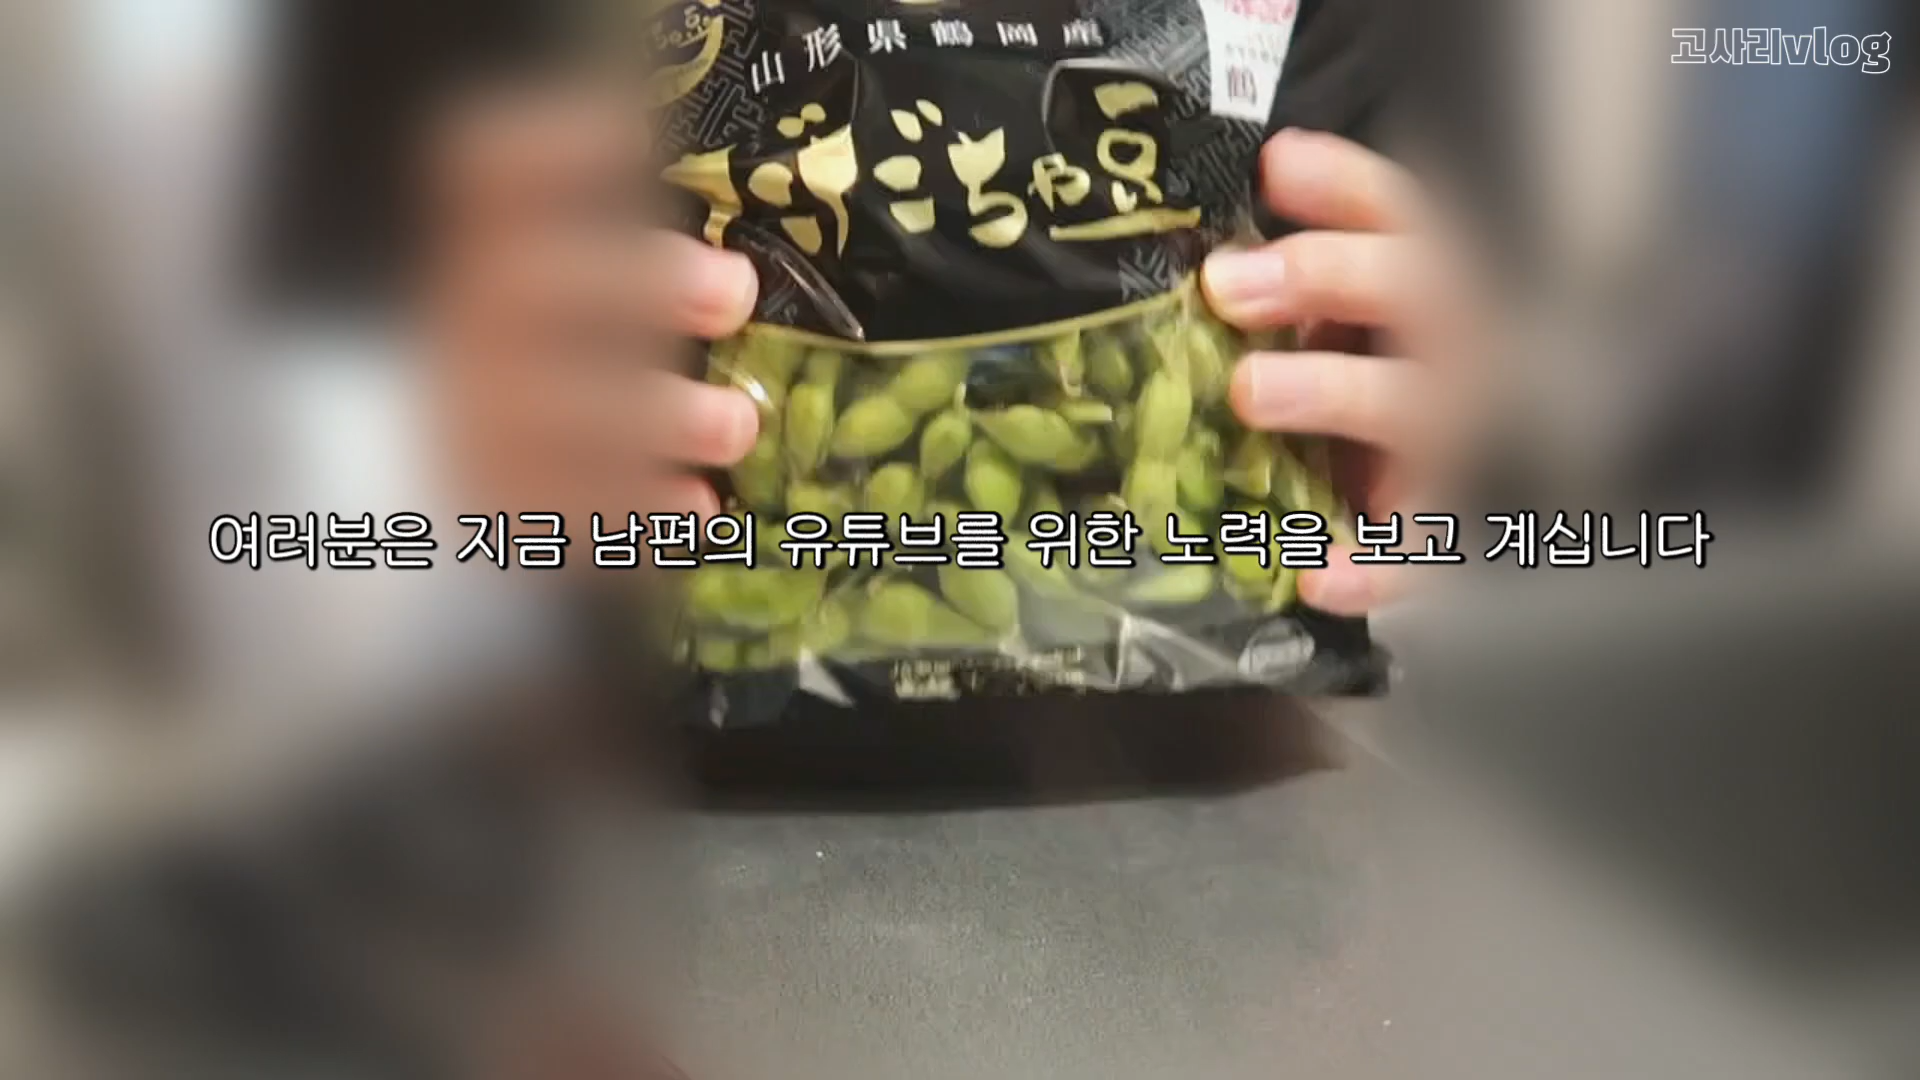 고사리vlog
山形県鶴岡産
だだちゃ豆
鶴
여러분은 지금 남편의 유튜브를 위한 노력을 보고 계십니다